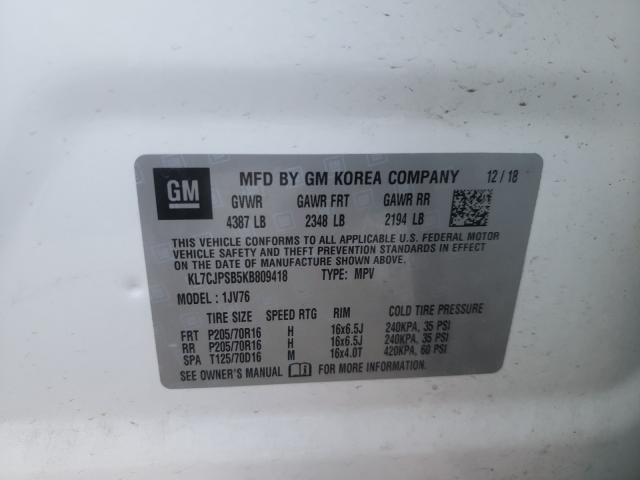 GM
MFD BY GM KOREA COMPANY 12/18
GVWR GAWR FRT GAWR RR
4387 LB 2348 LB 2194 LB
THIS VEHICLE CONFORMS TO ALL APPLICABLE U.S. FEDERAL MOTOR
VEHICLE SAFETY AND THEFT PREVENTION STANDARDS IN EFFECT ON
THE DATE OF MANUFACTURE SHOWN ABOVE.
KL7CJPSB5KB809418 TYPE: MPV
MODEL : 1JV76
TIRE SIZE SPEED RTG RIM COLD TIRE PRESSURE
FRT P205/70R16 H 16x6.5J 240KPA, 35 PSI
RR P205/70R16 H 16x6.5J 240KPA, 35 PSI
SPA T125/70D16 M 16x4.0T 420KPA, 60 PSI
SEE OWNER'S MANUAL FOR MORE INFORMATION.